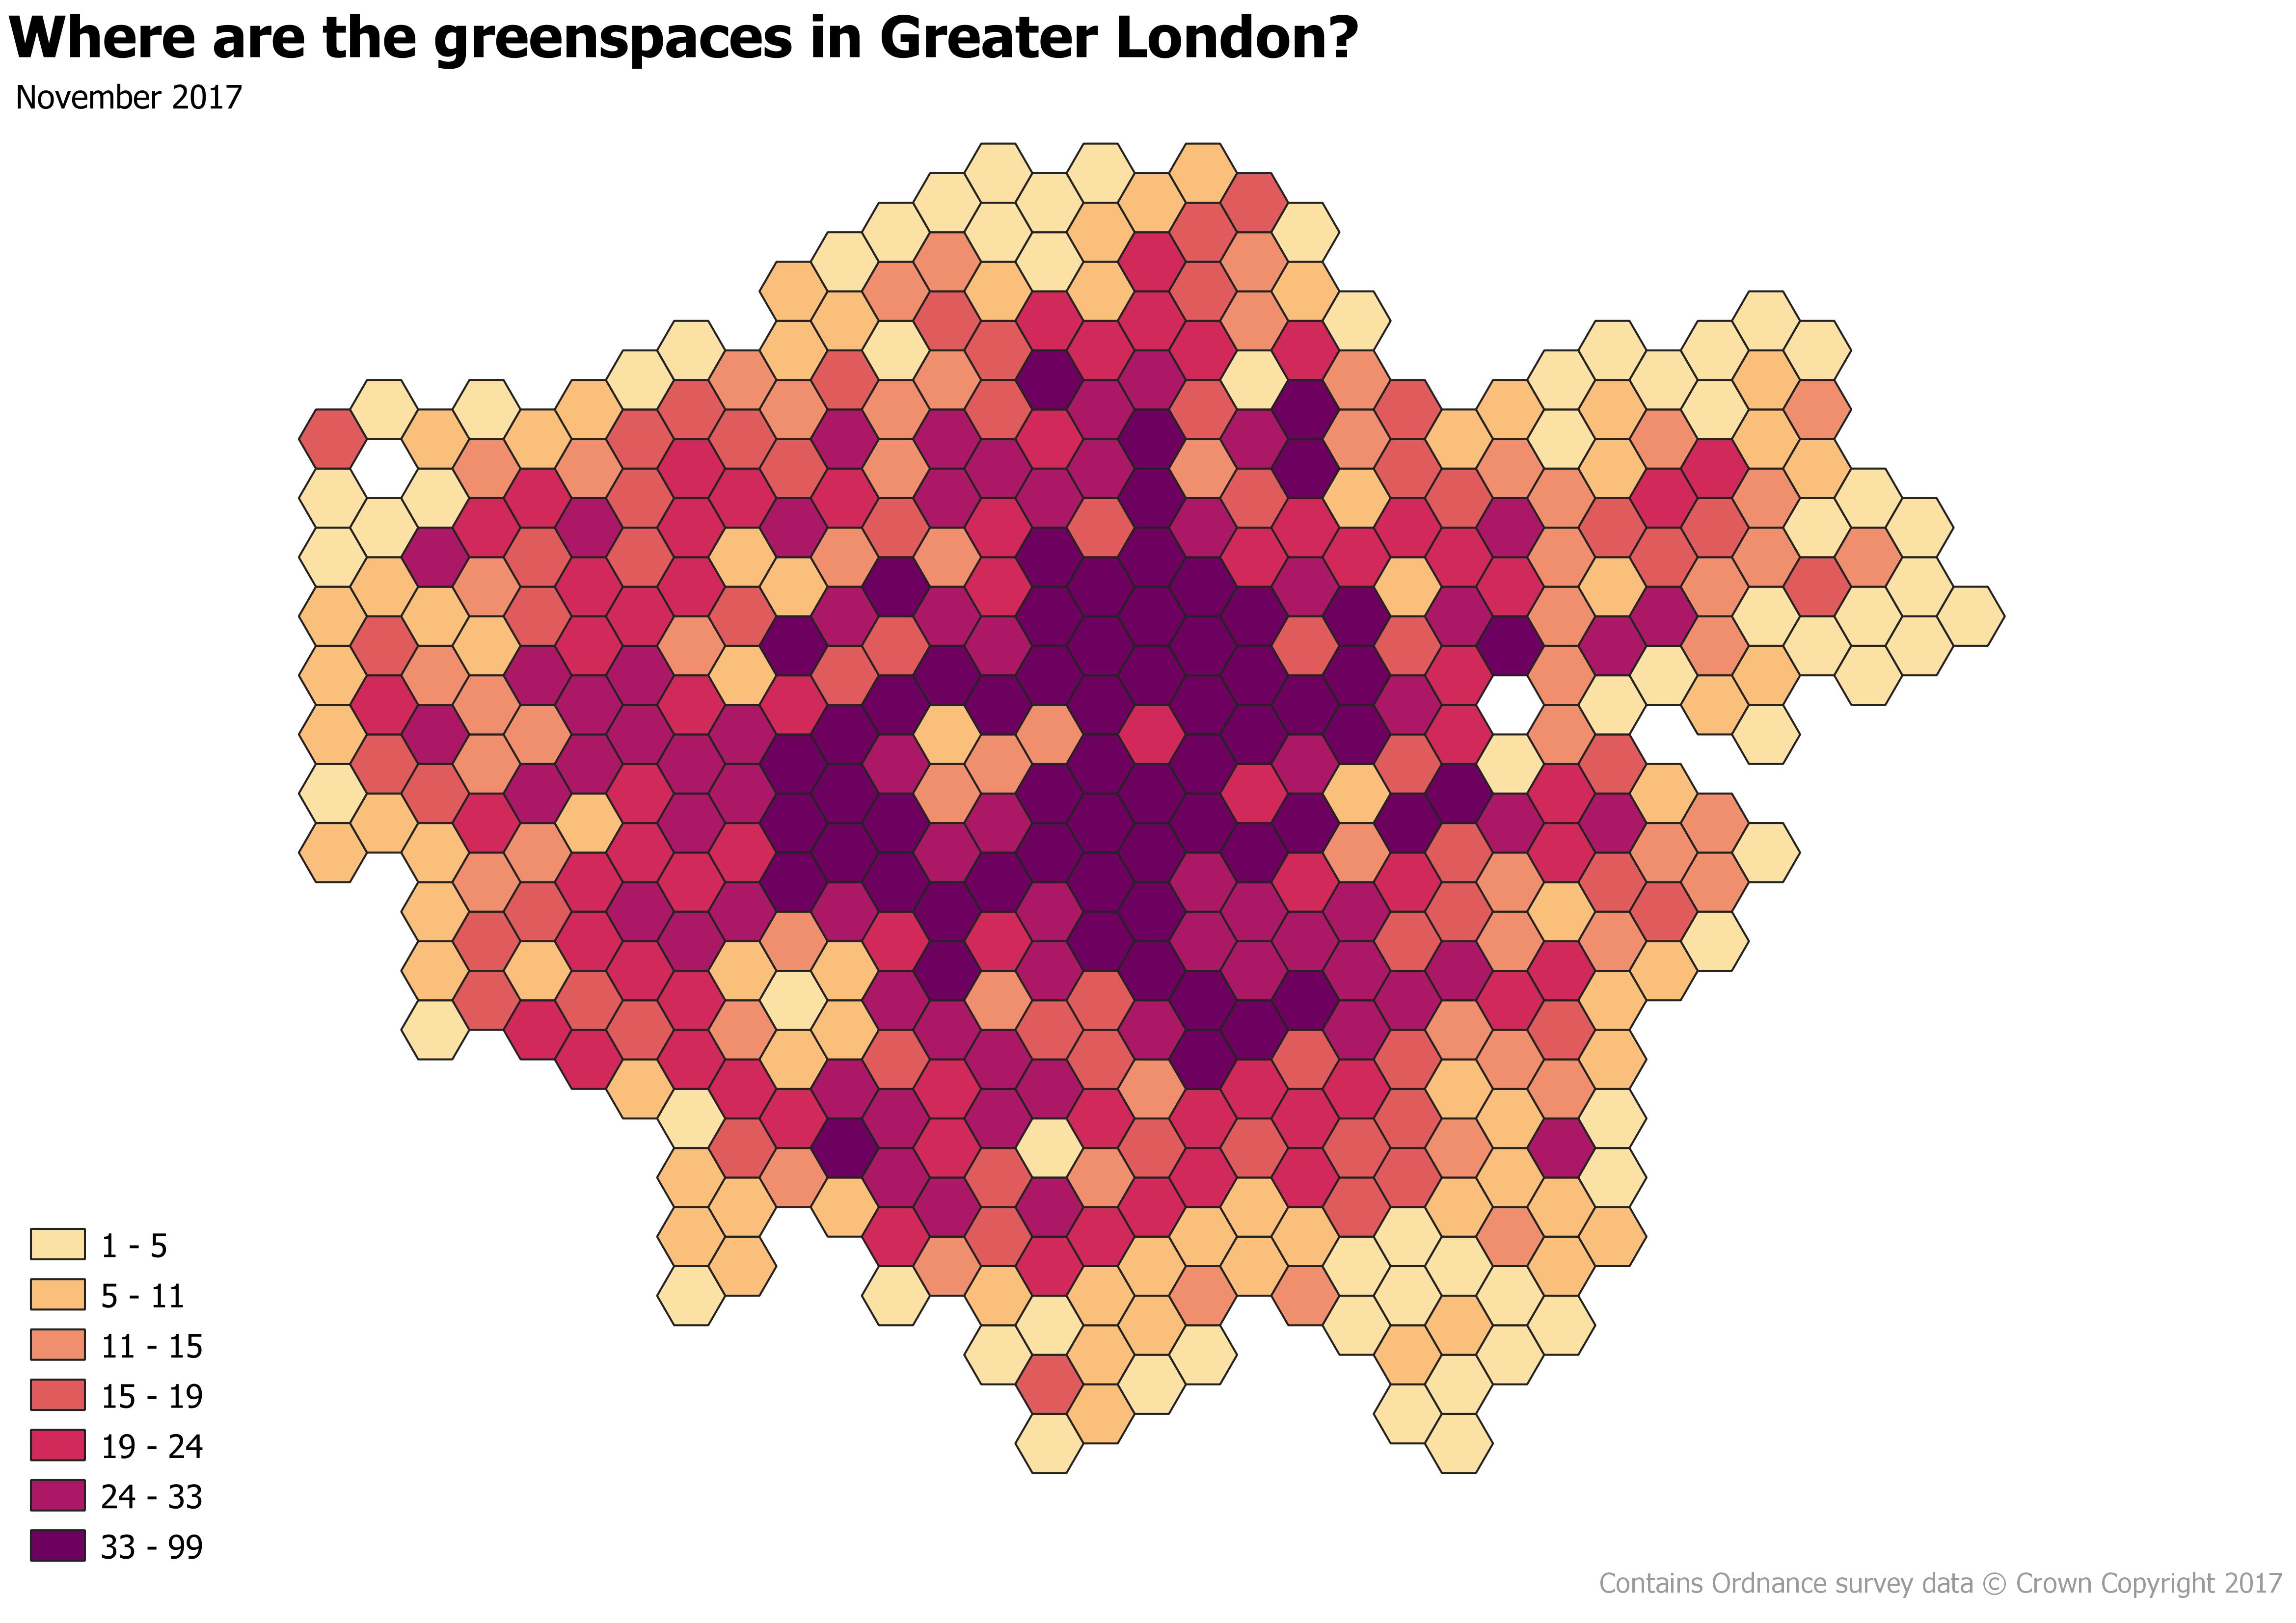 Where are the greenspaces in Greater London?
November 2017
1 - 5
5 - 11
11 - 15
15 - 19
19 - 24
24 - 33
33 - 99
Contains Ordnance survey data © Crown Copyright 2017